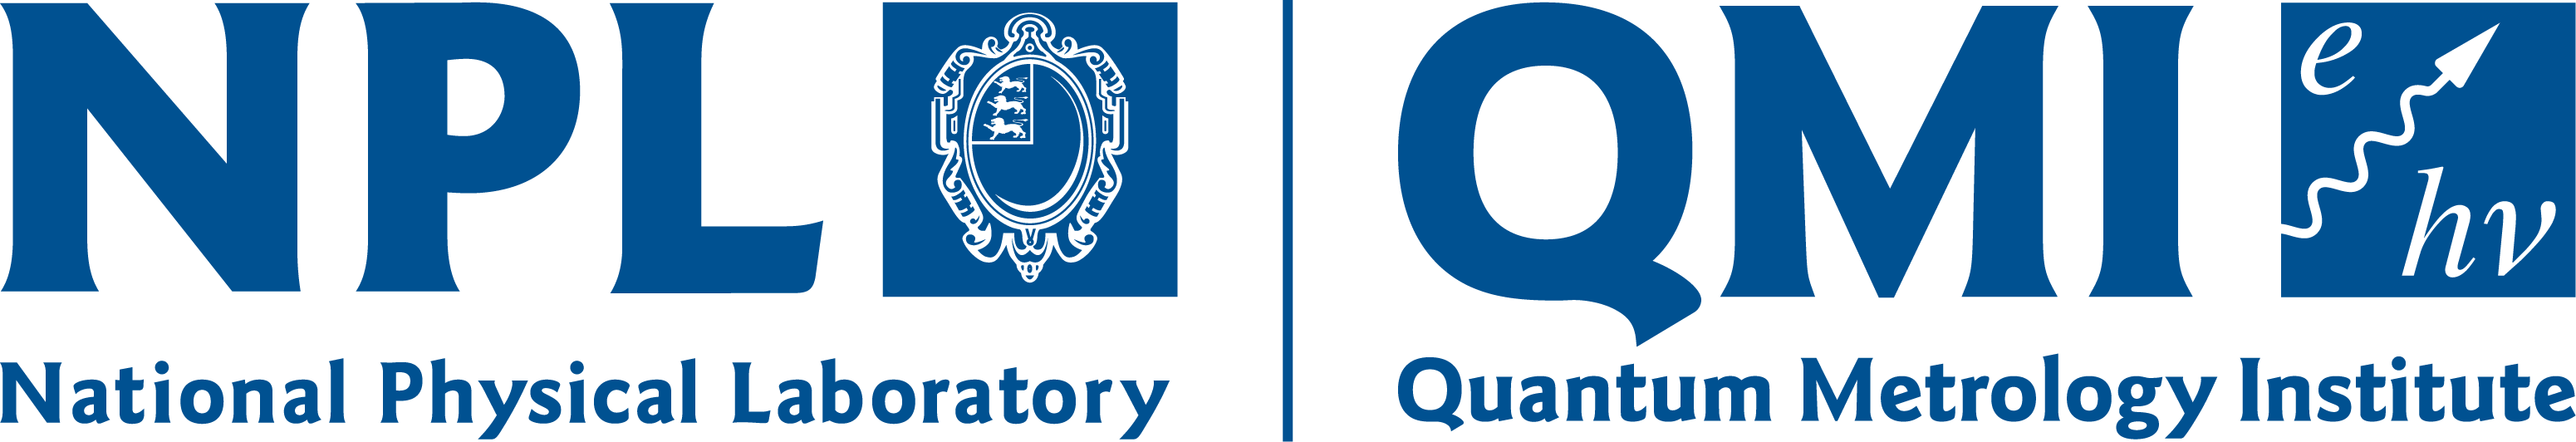 NPL
National Physical Laboratory
QMI
e
hν
Quantum Metrology Institute